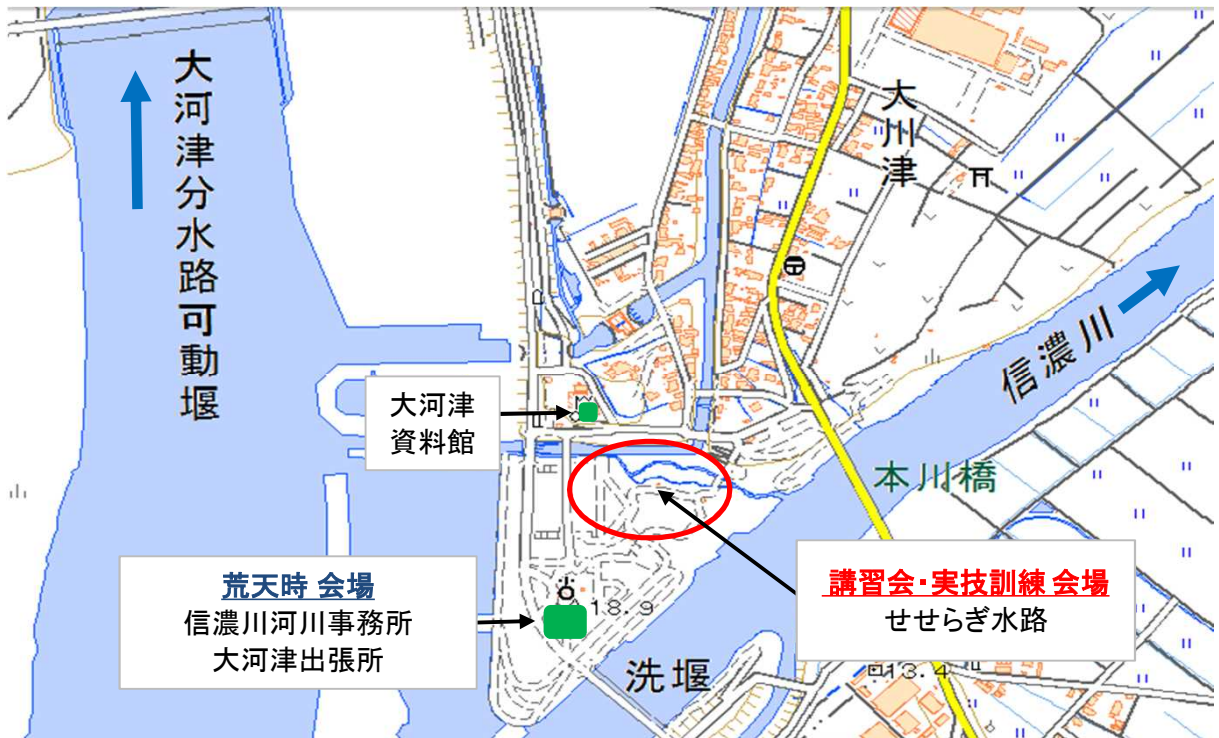 大河津分水路可動堰
大川津
信濃川
本川橋
大河津
資料館
荒天時 会場
信濃川河川事務所
大河津出張所
18.9
講習会・実技訓練 会場
せせらぎ水路
洗堰
13.4